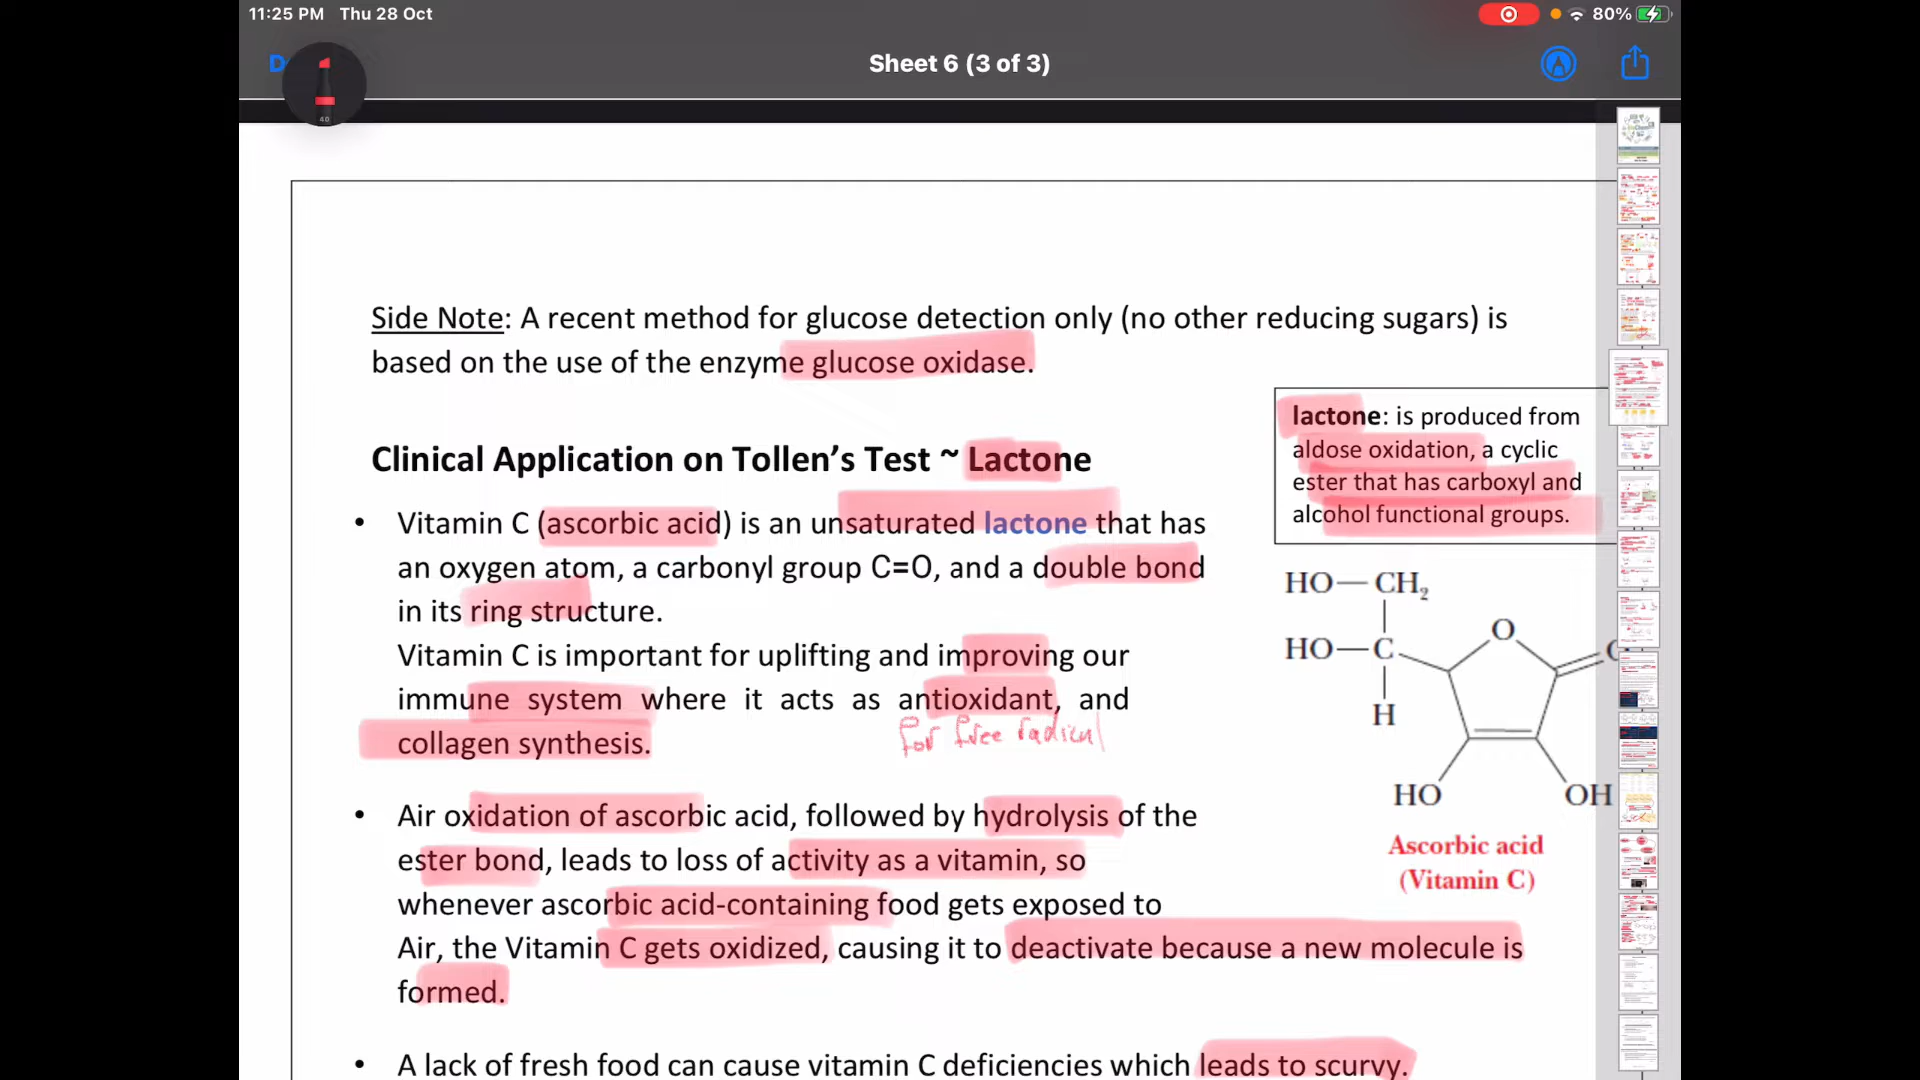 11:25 PM Thu 28 Oct
80%
Sheet 6 (3 of 3)
40
Side Note: A recent method for glucose detection only (no other reducing sugars) is
based on the use of the enzyme glucose oxidase.
Clinical Application on Tollen’s Test ~ Lactone
• Vitamin C (ascorbic acid) is an unsaturated lactone that has
an oxygen atom, a carbonyl group C=O, and a double bond
in its ring structure.
Vitamin C is important for uplifting and improving our
immune system where it acts as antioxidant, and
for free radical
collagen synthesis.
• Air oxidation of ascorbic acid, followed by hydrolysis of the
ester bond, leads to loss of activity as a vitamin, so
whenever ascorbic acid-containing food gets exposed to
Air, the Vitamin C gets oxidized, causing it to deactivate because a new molecule is
formed.
• A lack of fresh food can cause vitamin C deficiencies which leads to scurvy.
lactone: is produced from
aldose oxidation, a cyclic
ester that has carboxyl and
alcohol functional groups.
HO—CH₂
O
HO—C
H
HO
OH
Ascorbic acid
(Vitamin C)